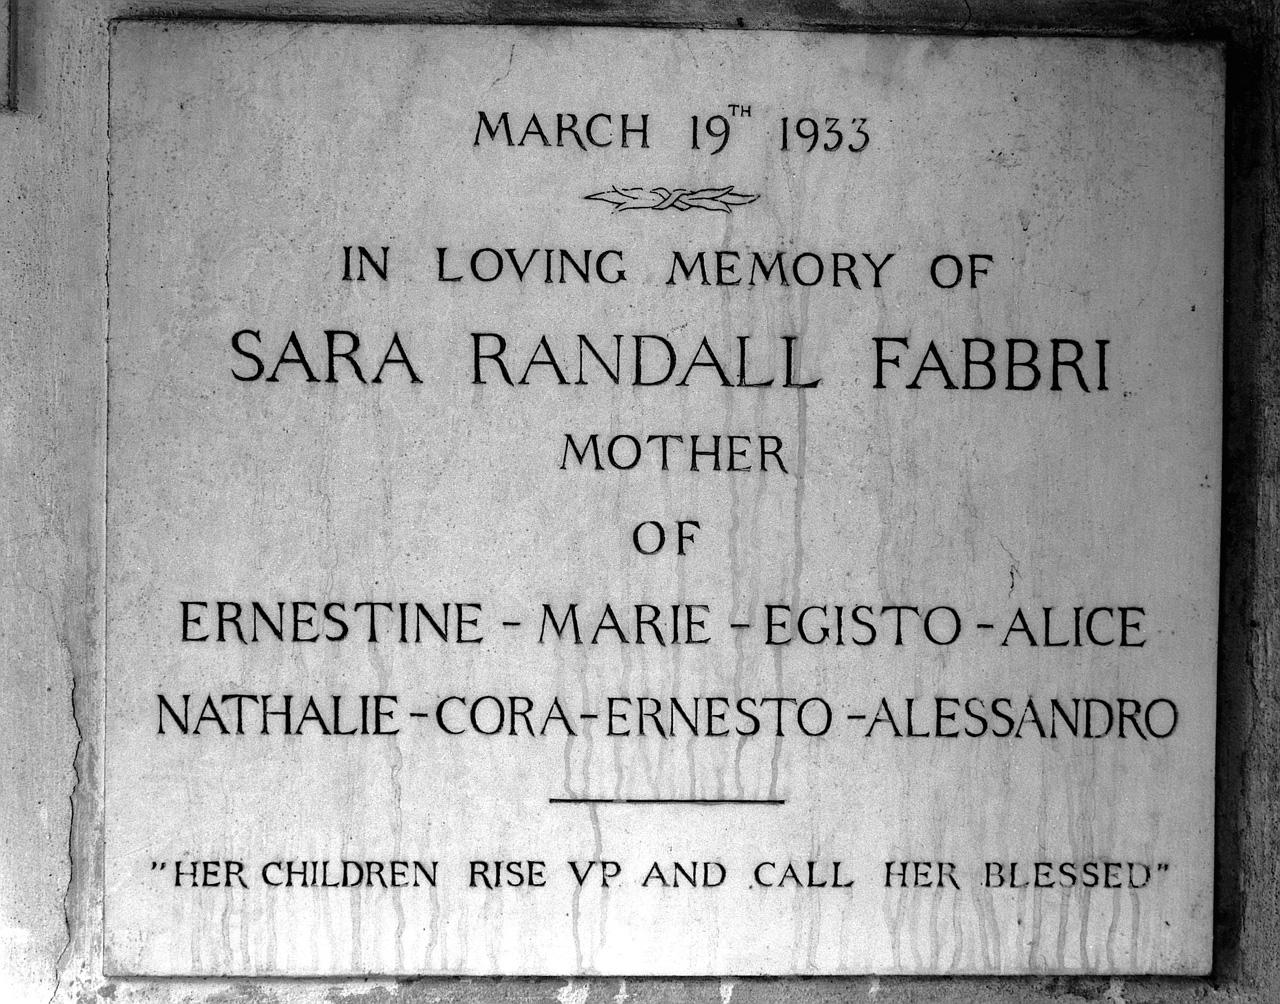 MARCH 19TH 1933
IN LOVING MEMORY OF
SARA RANDALL FABBRI
MOTHER
OF
ERNESTINE - MARIE - EGISTO - ALICE
NATHALIE - CORA - ERNESTO - ALESSANDRO
"HER CHILDREN RISE VP AND CALL HER BLESSED"